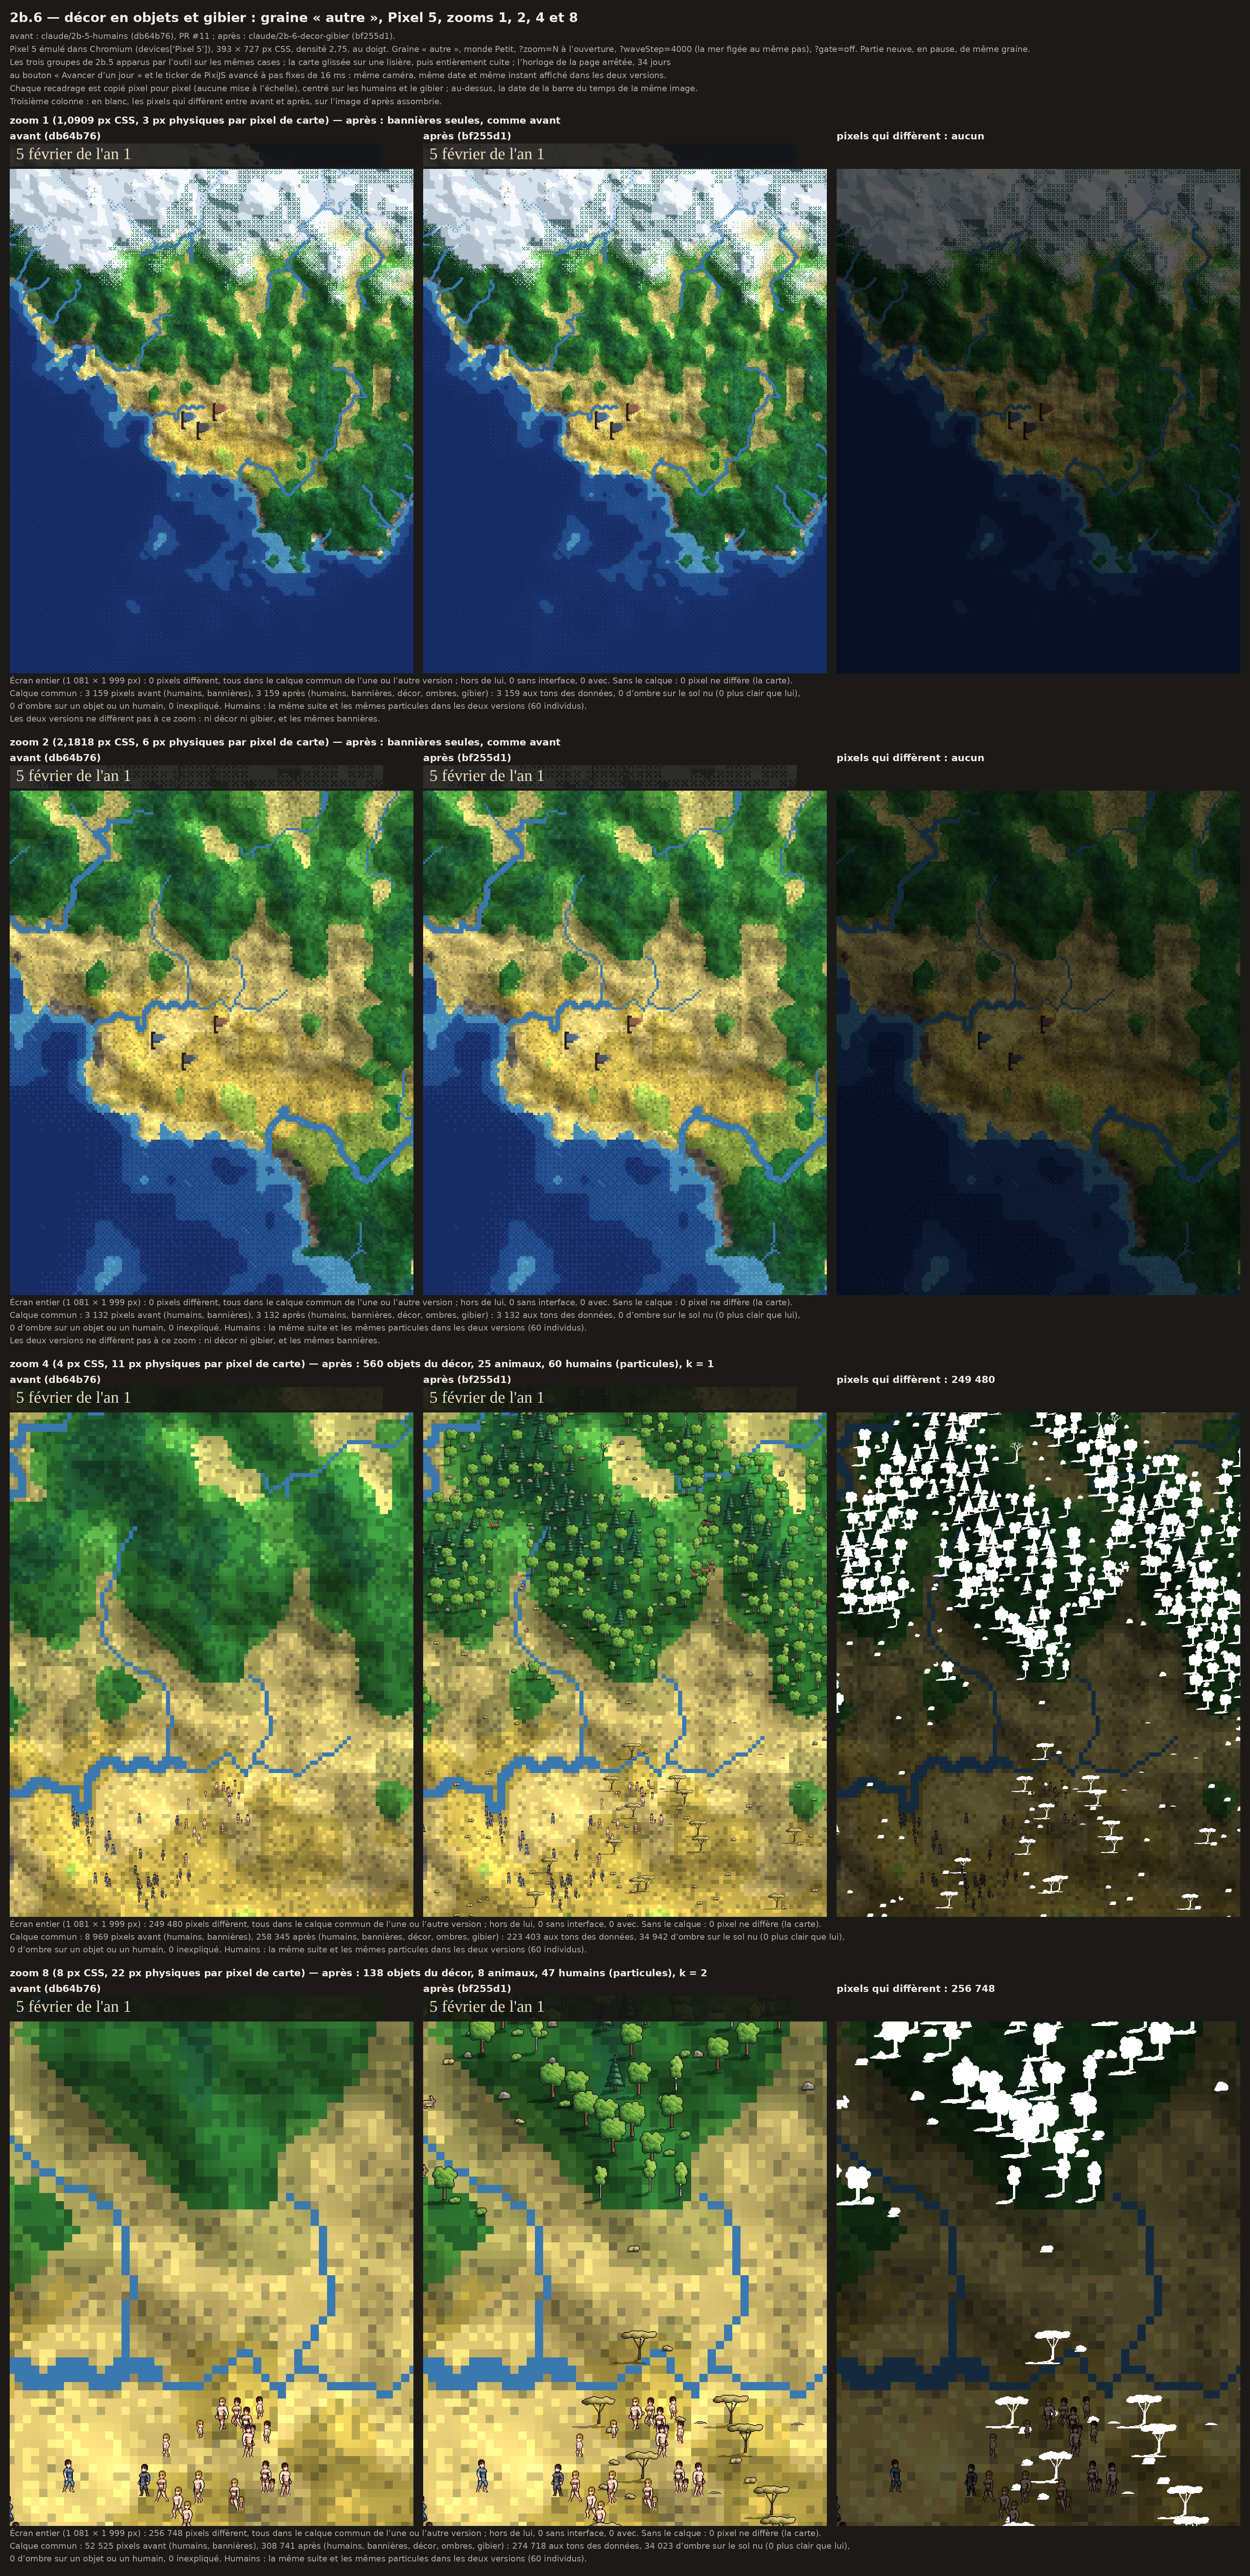 2b.6 — décor en objets et gibier : graine « autre », Pixel 5, zooms 1, 2, 4 et 8
avant : claude/2b-5-humains (db64b76), PR #11 ; après : claude/2b-6-decor-gibier (bf255d1).
Pixel 5 émulé dans Chromium (devices['Pixel 5']), 393 × 727 px CSS, densité 2,75, au doigt. Graine « autre », monde Petit, ?zoom=N à l’ouverture, ?waveStep=4000 (la mer figée au même pas), ?gate=off. Partie neuve, en pause, de même graine.
Les trois groupes de 2b.5 apparus par l’outil sur les mêmes cases ; la carte glissée sur une lisière, puis entièrement cuite ; l’horloge de la page arrêtée, 34 jours
au bouton « Avancer d’un jour » et le ticker de PixiJS avancé à pas fixes de 16 ms : même caméra, même date et même instant affiché dans les deux versions.
Chaque recadrage est copié pixel pour pixel (aucune mise à l’échelle), centré sur les humains et le gibier ; au-dessus, la date de la barre du temps de la même image.
Troisième colonne : en blanc, les pixels qui diffèrent entre avant et après, sur l’image d’après assombrie.
zoom 1 (1,0909 px CSS, 3 px physiques par pixel de carte) — après : bannières seules, comme avant
avant (db64b76) après (bf255d1) pixels qui diffèrent : aucun
5 février de l'an 1 5 février de l'an 1
Écran entier (1 081 × 1 999 px) : 0 pixels diffèrent, tous dans le calque commun de l’une ou l’autre version ; hors de lui, 0 sans interface, 0 avec. Sans le calque : 0 pixel ne diffère (la carte).
Calque commun : 3 159 pixels avant (humains, bannières), 3 159 après (humains, bannières, décor, ombres, gibier) : 3 159 aux tons des données, 0 d’ombre sur le sol nu (0 plus clair que lui),
0 d’ombre sur un objet ou un humain, 0 inexpliqué. Humains : la même suite et les mêmes particules dans les deux versions (60 individus).
Les deux versions ne diffèrent pas à ce zoom : ni décor ni gibier, et les mêmes bannières.
zoom 2 (2,1818 px CSS, 6 px physiques par pixel de carte) — après : bannières seules, comme avant
avant (db64b76) après (bf255d1) pixels qui diffèrent : aucun
5 février de l'an 1 5 février de l'an 1
Écran entier (1 081 × 1 999 px) : 0 pixels diffèrent, tous dans le calque commun de l’une ou l’autre version ; hors de lui, 0 sans interface, 0 avec. Sans le calque : 0 pixel ne diffère (la carte).
Calque commun : 3 132 pixels avant (humains, bannières), 3 132 après (humains, bannières, décor, ombres, gibier) : 3 132 aux tons des données, 0 d’ombre sur le sol nu (0 plus clair que lui),
0 d’ombre sur un objet ou un humain, 0 inexpliqué. Humains : la même suite et les mêmes particules dans les deux versions (60 individus).
Les deux versions ne diffèrent pas à ce zoom : ni décor ni gibier, et les mêmes bannières.
zoom 4 (4 px CSS, 11 px physiques par pixel de carte) — après : 560 objets du décor, 25 animaux, 60 humains (particules), k = 1
avant (db64b76) après (bf255d1) pixels qui diffèrent : 249 480
5 février de l'an 1 5 février de l'an 1
Écran entier (1 081 × 1 999 px) : 249 480 pixels diffèrent, tous dans le calque commun de l’une ou l’autre version ; hors de lui, 0 sans interface, 0 avec. Sans le calque : 0 pixel ne diffère (la carte).
Calque commun : 8 969 pixels avant (humains, bannières), 258 345 après (humains, bannières, décor, ombres, gibier) : 223 403 aux tons des données, 34 942 d’ombre sur le sol nu (0 plus clair que lui),
0 d’ombre sur un objet ou un humain, 0 inexpliqué. Humains : la même suite et les mêmes particules dans les deux versions (60 individus).
zoom 8 (8 px CSS, 22 px physiques par pixel de carte) — après : 138 objets du décor, 8 animaux, 47 humains (particules), k = 2
avant (db64b76) après (bf255d1) pixels qui diffèrent : 256 748
5 février de l'an 1 5 février de l'an 1
Écran entier (1 081 × 1 999 px) : 256 748 pixels diffèrent, tous dans le calque commun de l’une ou l’autre version ; hors de lui, 0 sans interface, 0 avec. Sans le calque : 0 pixel ne diffère (la carte).
Calque commun : 52 525 pixels avant (humains, bannières), 308 741 après (humains, bannières, décor, ombres, gibier) : 274 718 aux tons des données, 34 023 d’ombre sur le sol nu (0 plus clair que lui),
0 d’ombre sur un objet ou un humain, 0 inexpliqué. Humains : la même suite et les mêmes particules dans les deux versions (60 individus).